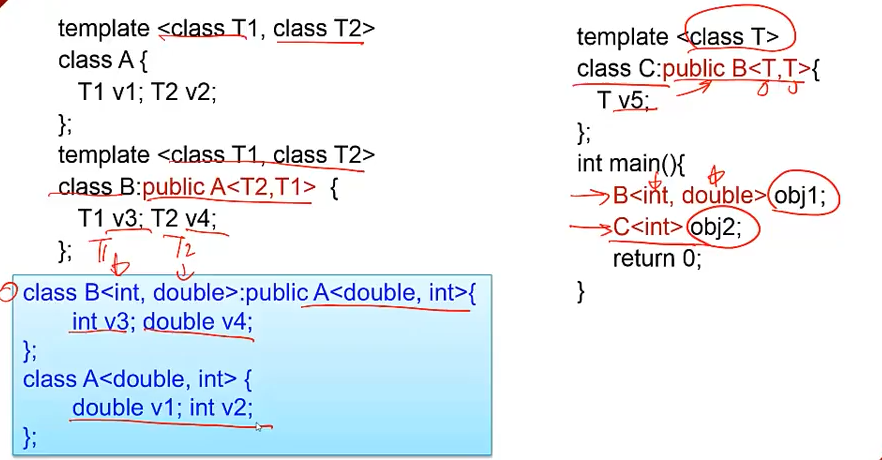 template <class T1, class T2>
class A {
T1 v1; T2 v2;
};
template <class T1, class T2>
class B:public A<T2,T1> {
T1 v3; T2 v4;
};
T1 T2
class B<int, double>:public A<double, int>{
int v3; double v4;
};
class A<double, int> {
double v1; int v2;
};
template <class T>
class C:public B<T,T>{
T v5;
};
int main(){
B<int, double> obj1;
C<int> obj2;
return 0;
}